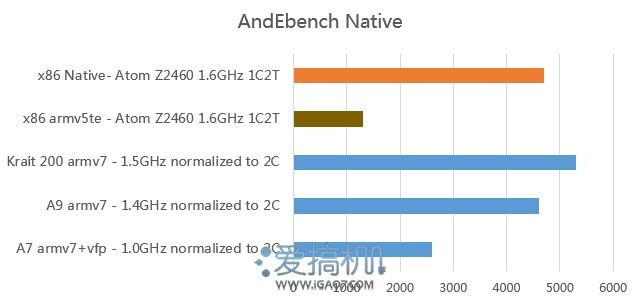 AndEbench Native
x86 Native- Atom Z2460 1.6GHz 1C2T
x86 armv5te - Atom Z2460 1.6GHz 1C2T
Krait 200 armv7 - 1.5GHz normalized to 2C
A9 armv7 - 1.4GHz normalized to 2C
A7 armv7+vfp - 1.0GHz normalized to 2C
0 1000 2000 3000 4000 5000 6000
爱搞机
www.iGAO7.com